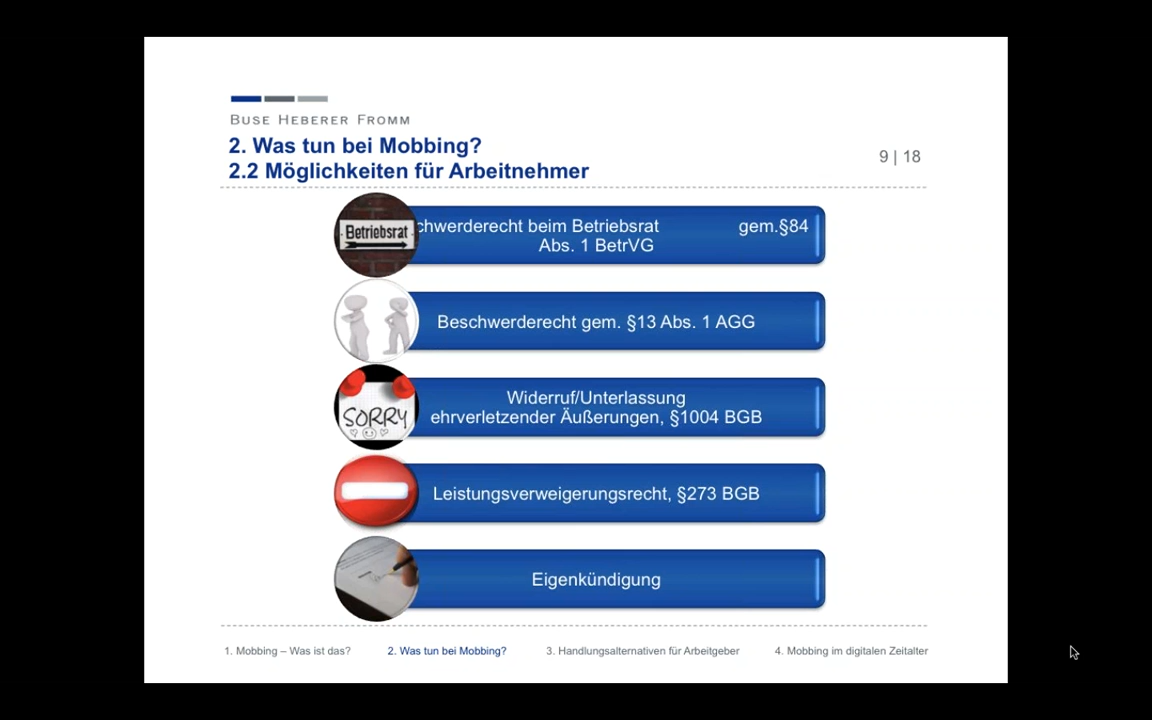 BUSE HEBERER FROMM
2. Was tun bei Mobbing?
2.2 Möglichkeiten für Arbeitnehmer
9 | 18
Betriebsrat
chwerderecht beim Betriebsrat gem.§84
Abs. 1 BetrVG
Beschwerderecht gem. §13 Abs. 1 AGG
SORRY
Widerruf/Unterlassung
ehrverletzender Äußerungen, §1004 BGB
Leistungsverweigerungsrecht, §273 BGB
Eigenkündigung
1. Mobbing – Was ist das?
2. Was tun bei Mobbing?
3. Handlungsalternativen für Arbeitgeber
4. Mobbing im digitalen Zeitalter